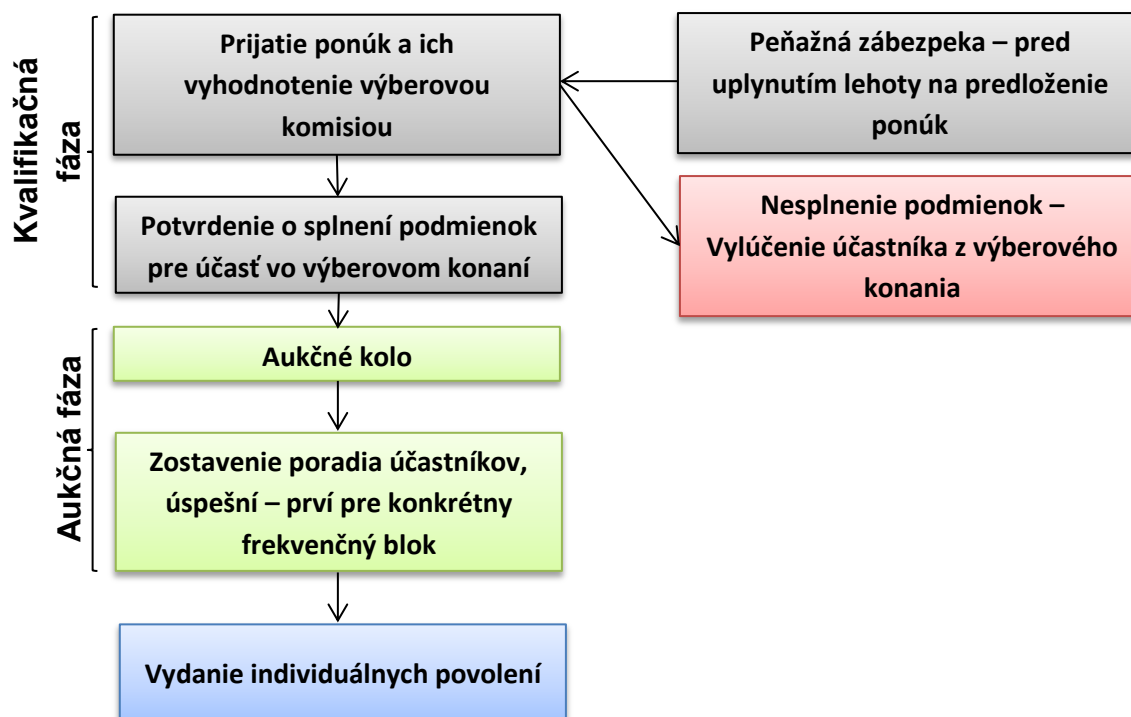 Kvalifikačná
fáza
Prijatie ponúk a ich
vyhodnotenie výberovou
komisiou
Peňažná zábezpeka – pred
uplynutím lehoty na predloženie
ponúk
Potvrdenie o splnení podmienok
pre účasť vo výberovom konaní
Nesplnenie podmienok –
Vylúčenie účastníka z výberového
konania
Aukčná fáza
Aukčné kolo
Zostavenie poradia účastníkov,
úspešní – prví pre konkrétny
frekvenčný blok
Vydanie individuálnych povolení